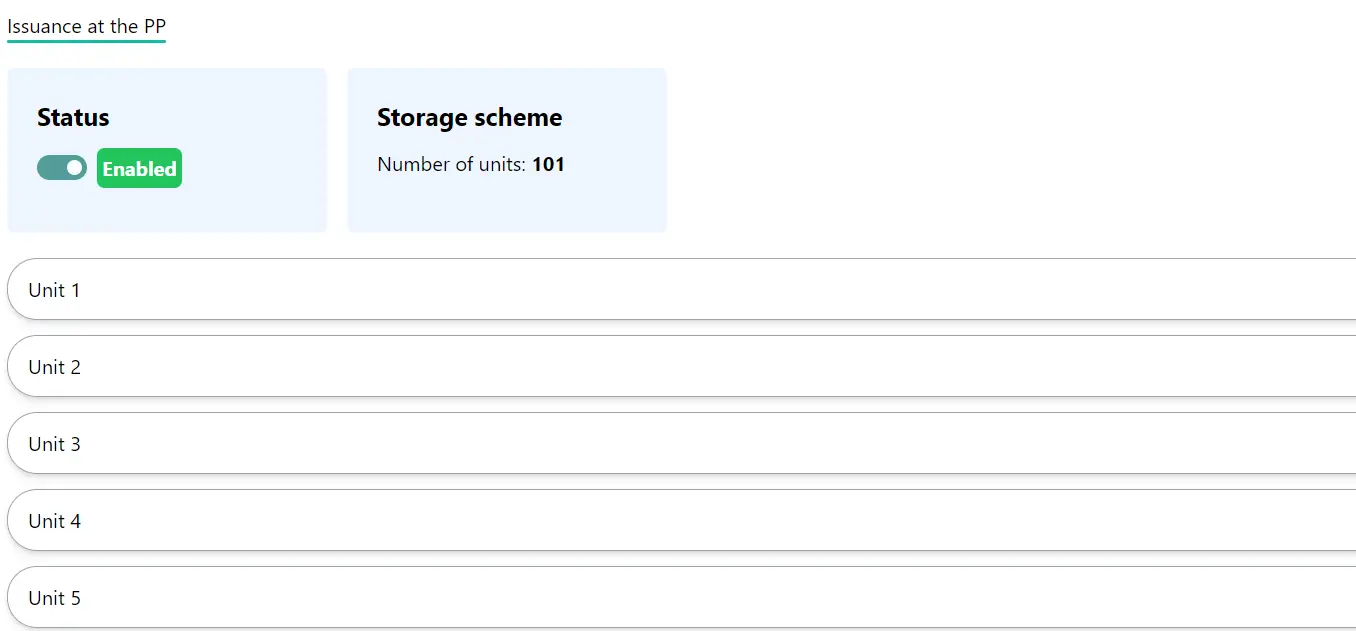 Issuance at the PP
Status
Enabled
Storage scheme
Number of units: 101
Unit 1
Unit 2
Unit 3
Unit 4
Unit 5